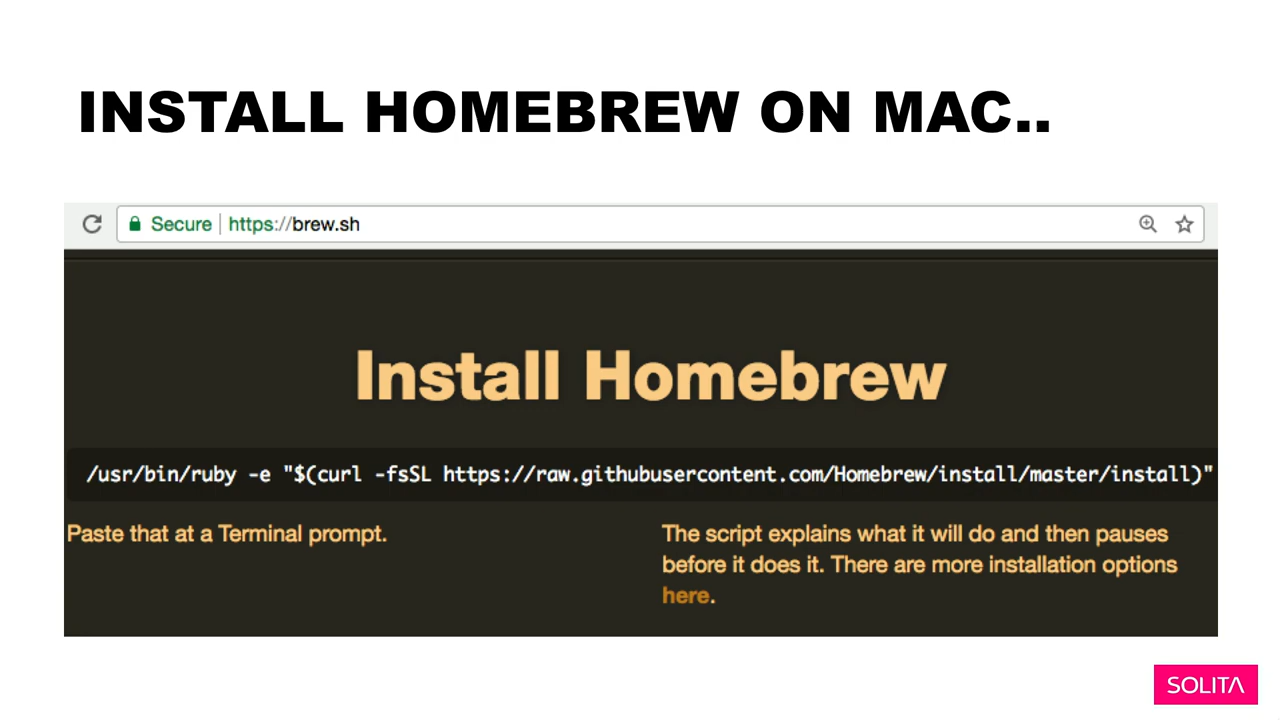 INSTALL HOMEBREW ON MAC..
Secure https://brew.sh
Install Homebrew
/usr/bin/ruby -e "$(curl -fsSL https://raw.githubusercontent.com/Homebrew/install/master/install)"
Paste that at a Terminal prompt.
The script explains what it will do and then pauses
before it does it. There are more installation options
here.
SOLITA